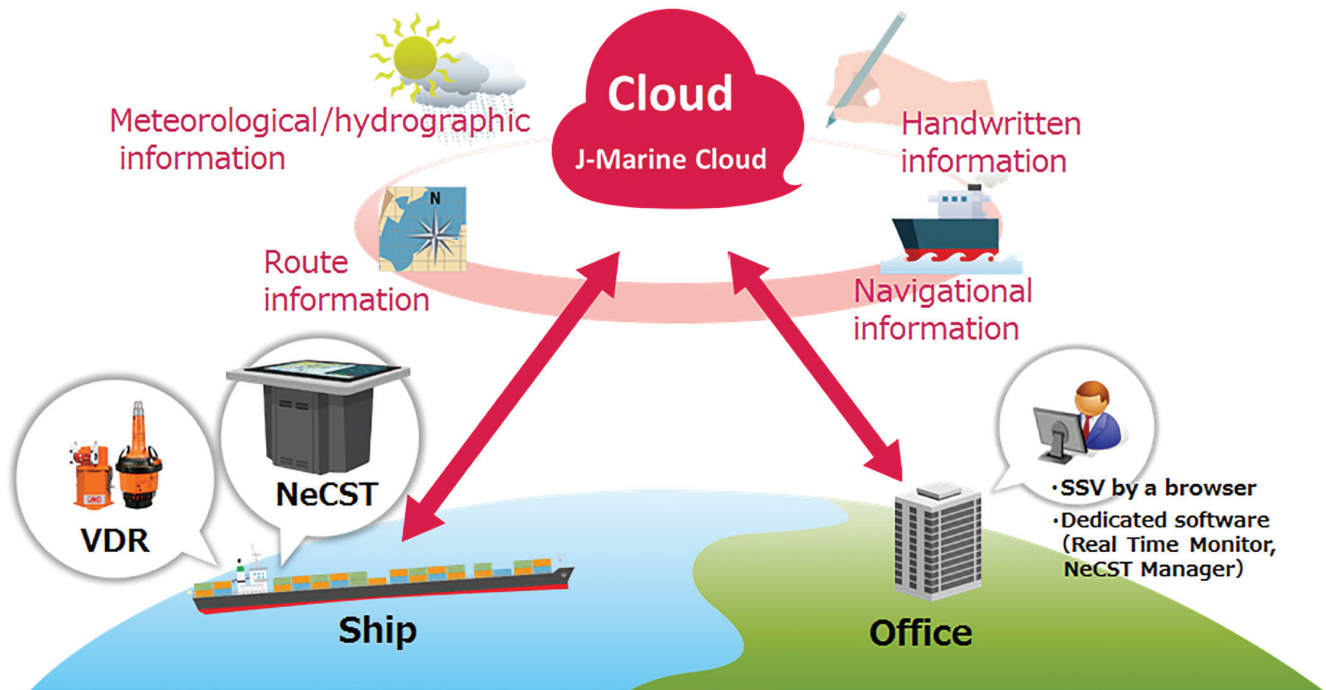 Cloud
J-Marine Cloud
Meteorological/hydrographic
information
Handwritten
information
N
Route
information
Navigational
information
VDR
NeCST
・SSV by a browser
・Dedicated software
（Real Time Monitor,
NeCST Manager）
Ship
Office